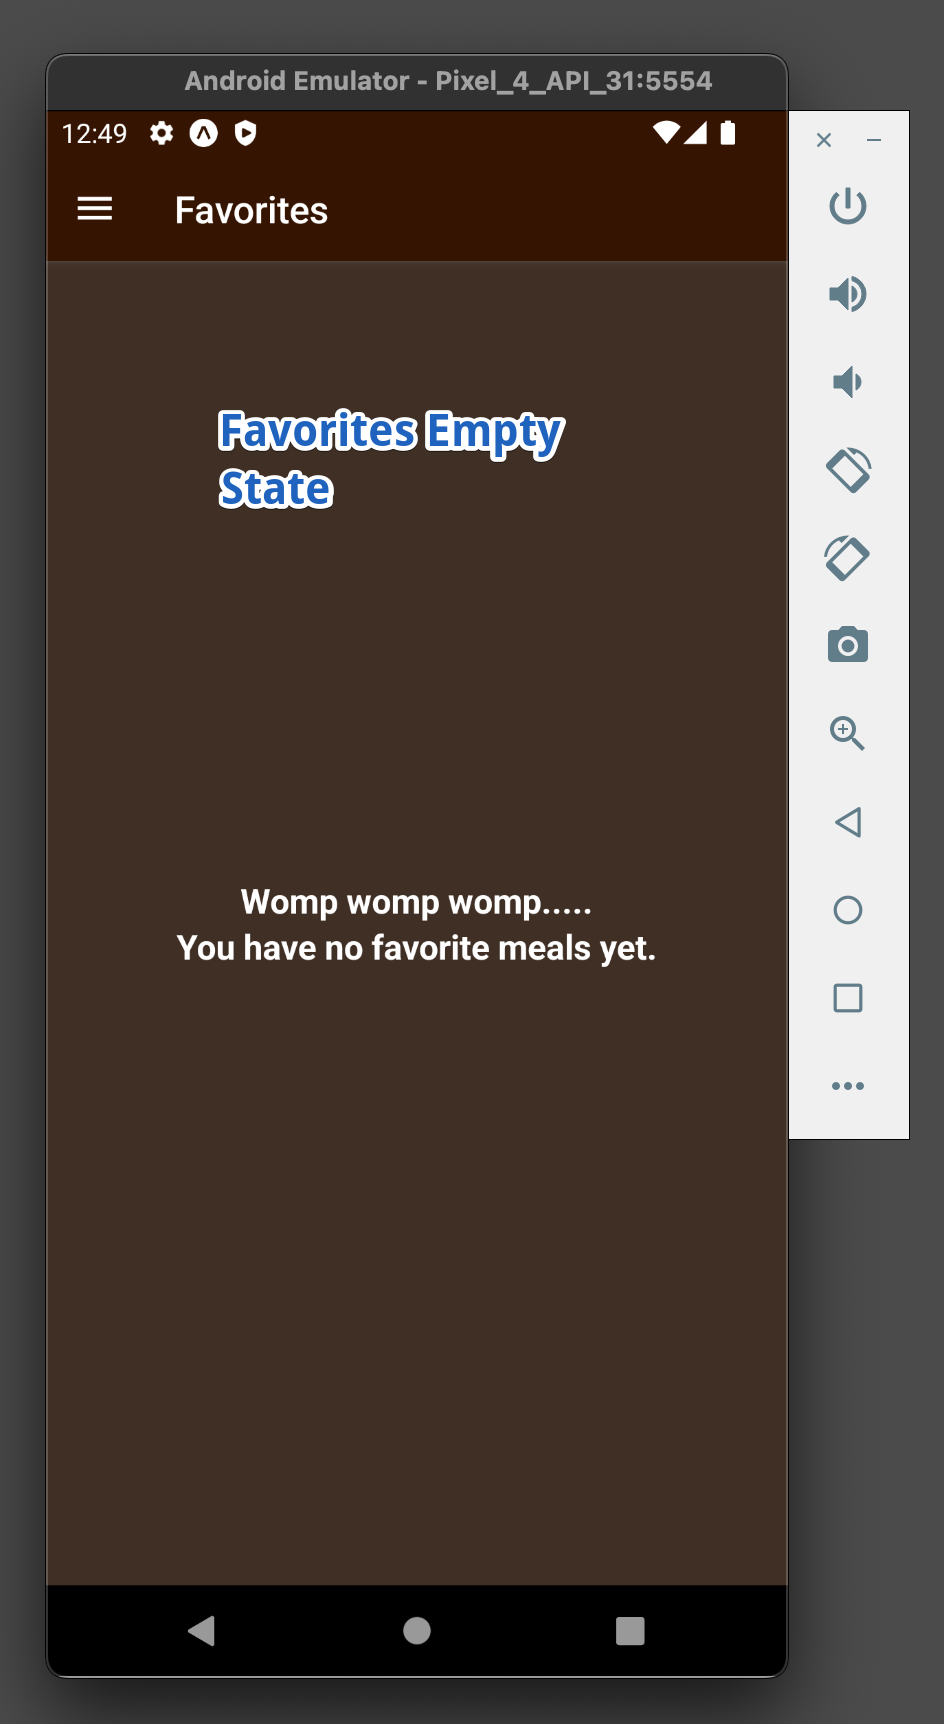 Android Emulator - Pixel_4_API_31:5554
12:49
Favorites
Favorites Empty
State
Womp womp womp.....
You have no favorite meals yet.